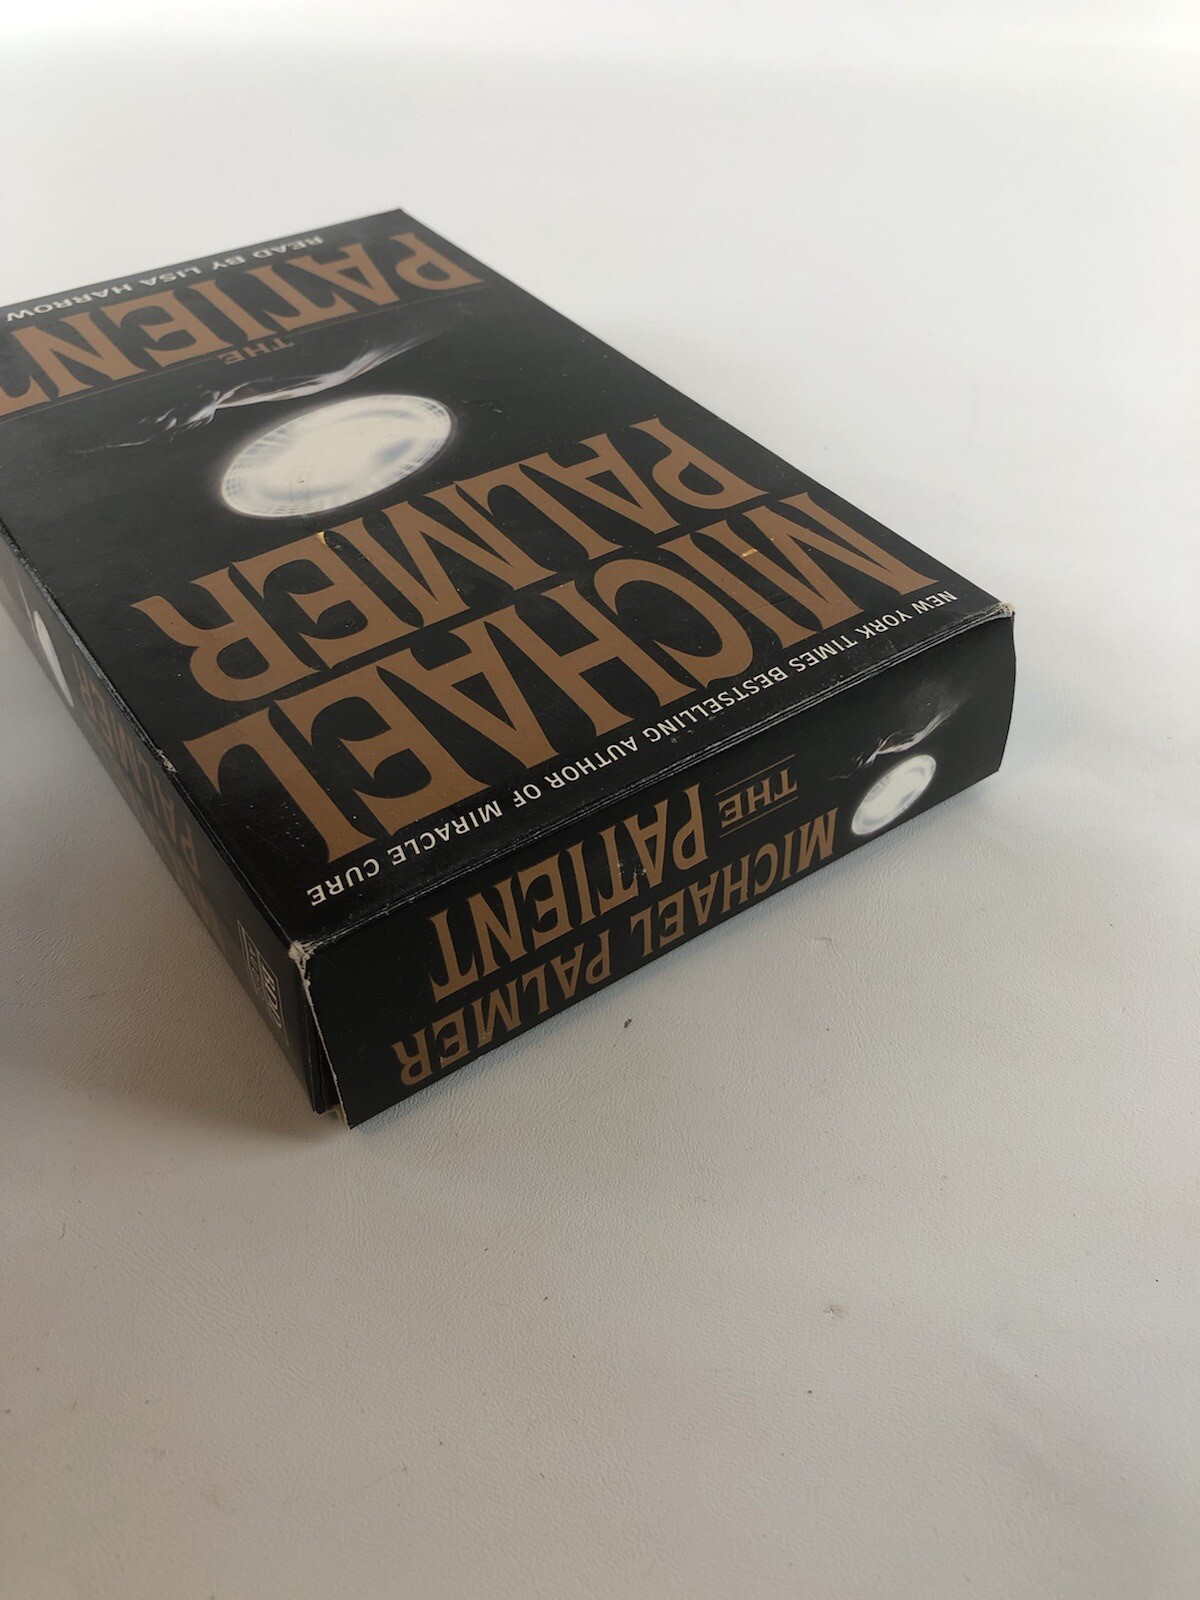 NEW YORK TIMES BESTSELLING AUTHOR OF MIRACLE CURE
MICHAEL
PALMER
THE
PATIENT
READ BY LISA HARROW
MICHAEL PALMER
THE PATIENT
PALMER